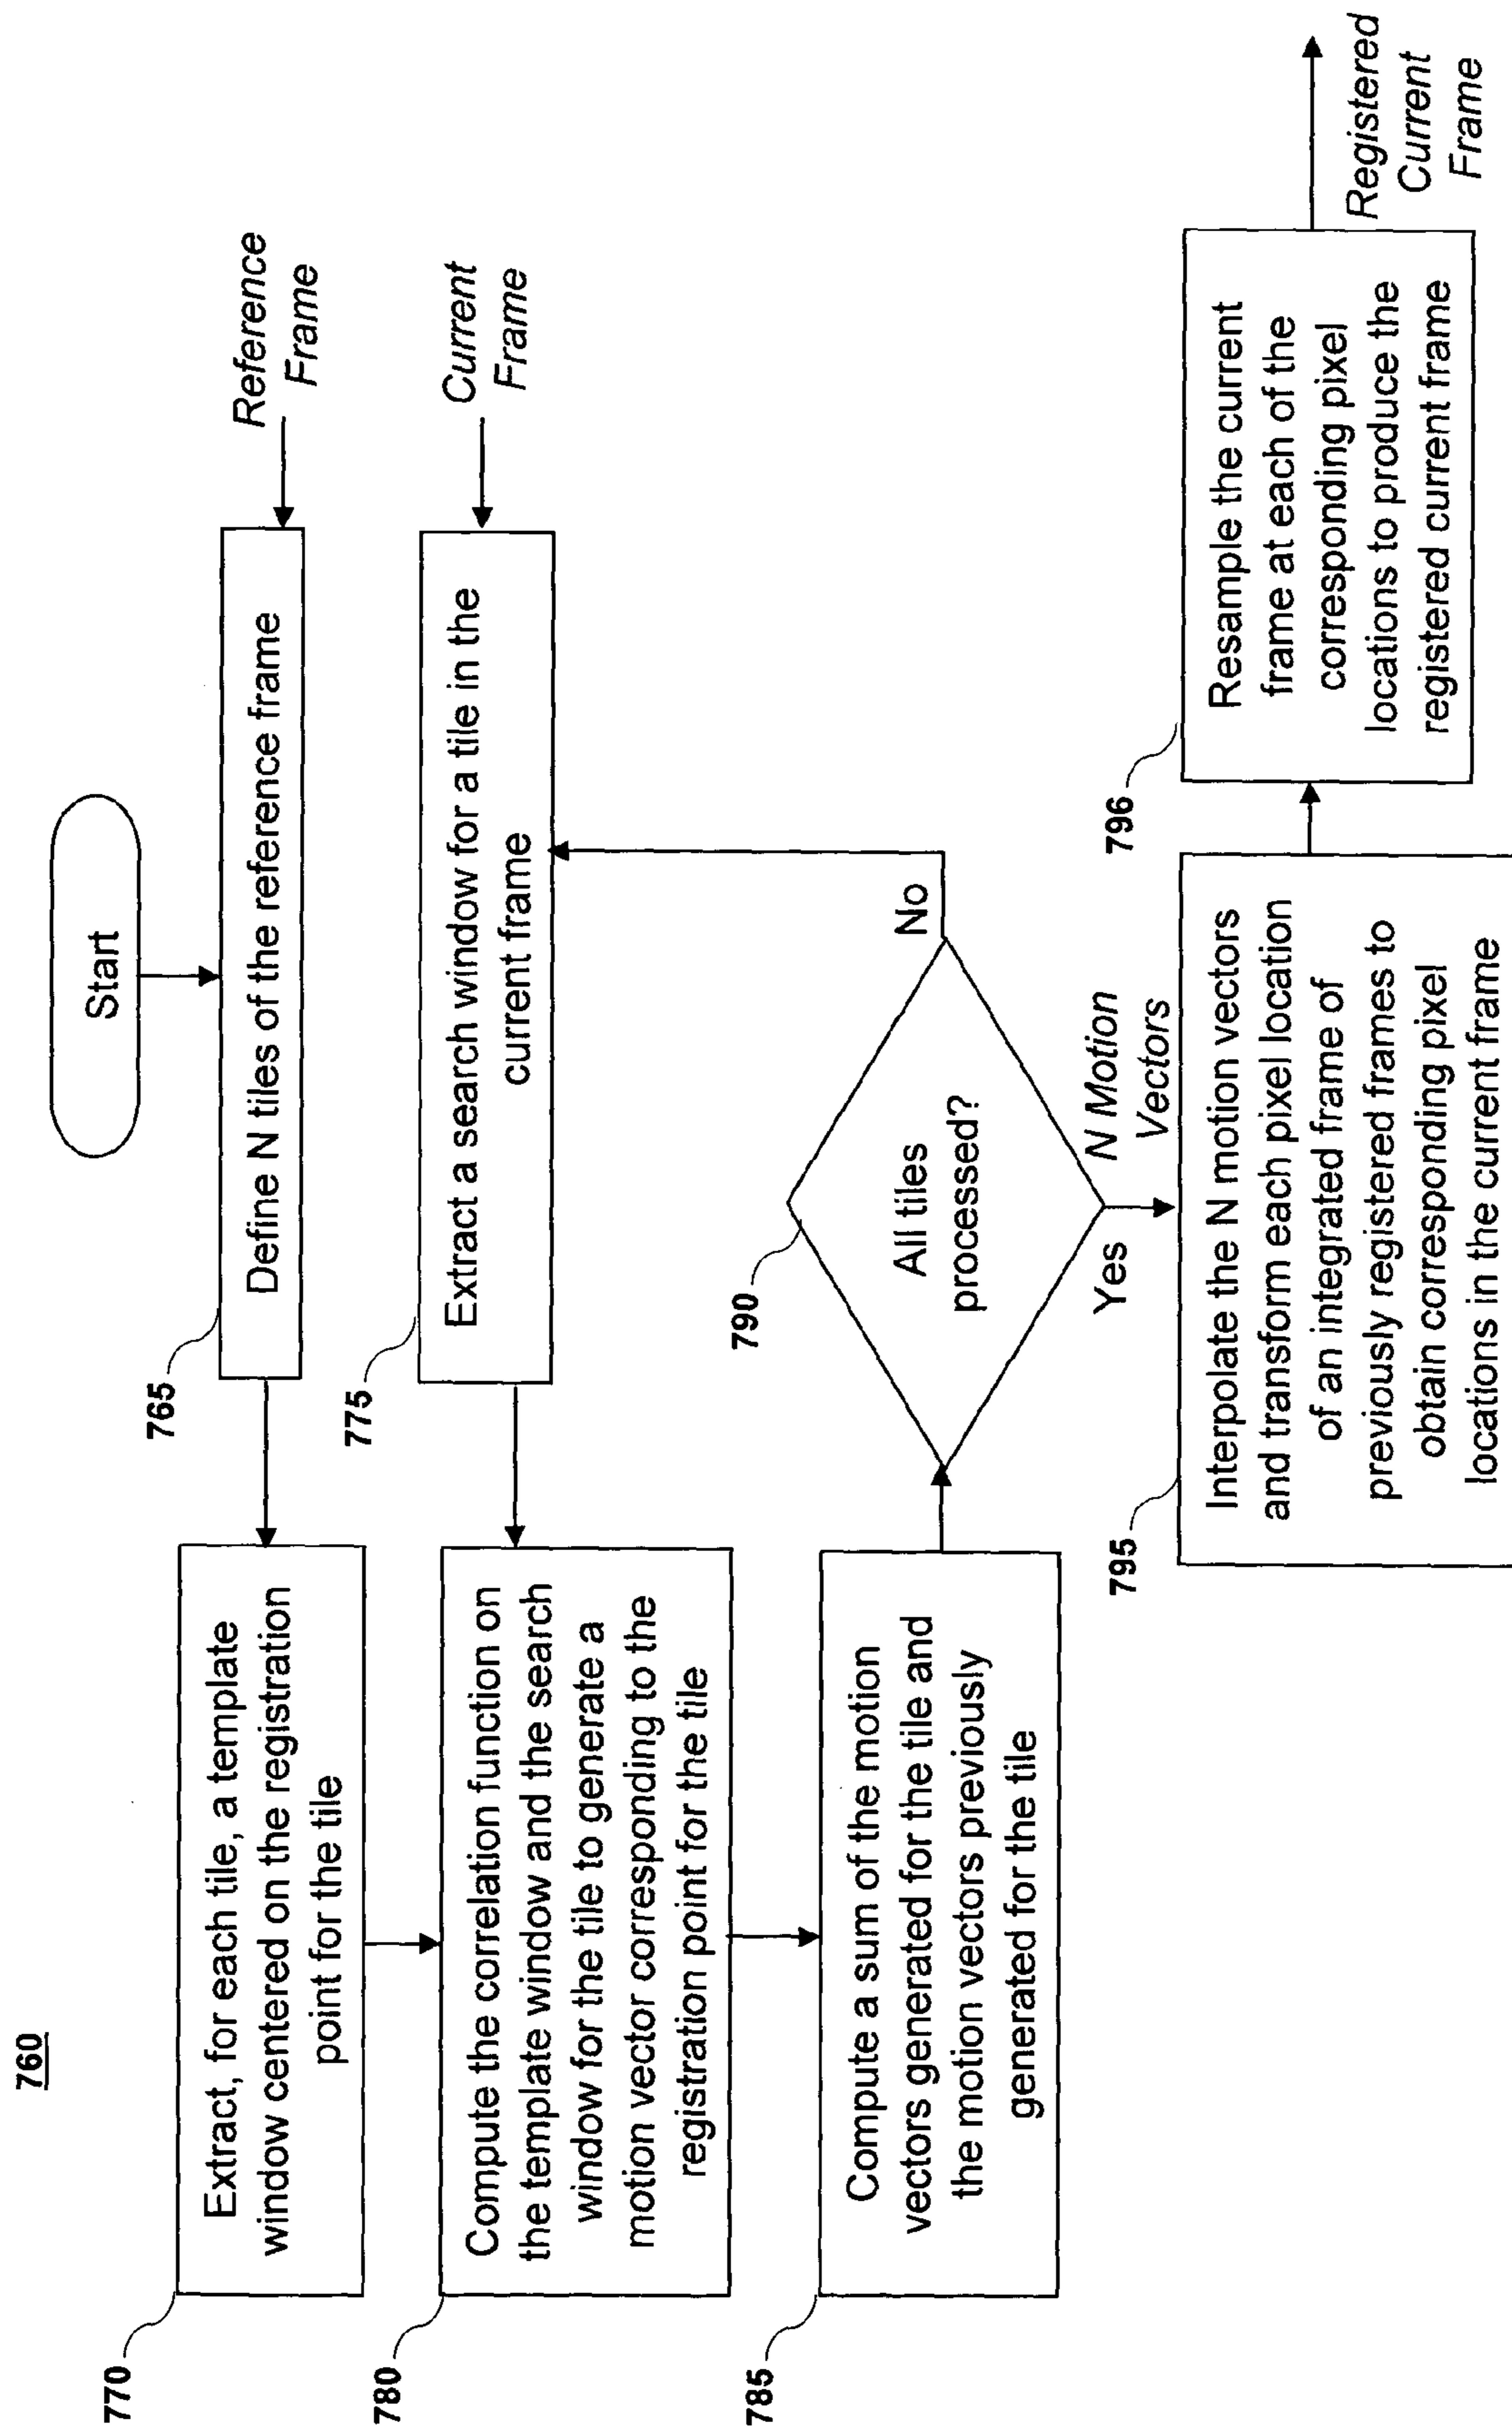 760
Start
Reference
Frame
765
Define N tiles of the reference frame
770
Extract, for each tile, a template
window centered on the registration
point for the tile
Current
Frame
775
Extract a search window for a tile in the
current frame
780
Compute the correlation function on
the template window and the search
window for the tile to generate a
motion vector corresponding to the
registration point for the tile
785
Compute a sum of the motion
vectors generated for the tile and
the motion vectors previously
generated for the tile
790
All tiles
processed?
No
Yes
N Motion
Vectors
795
Interpolate the N motion vectors
and transform each pixel location
of an integrated frame of
previously registered frames to
obtain corresponding pixel
locations in the current frame
796
Resample the current
frame at each of the
corresponding pixel
locations to produce the
registered current frame
Registered
Current
Frame